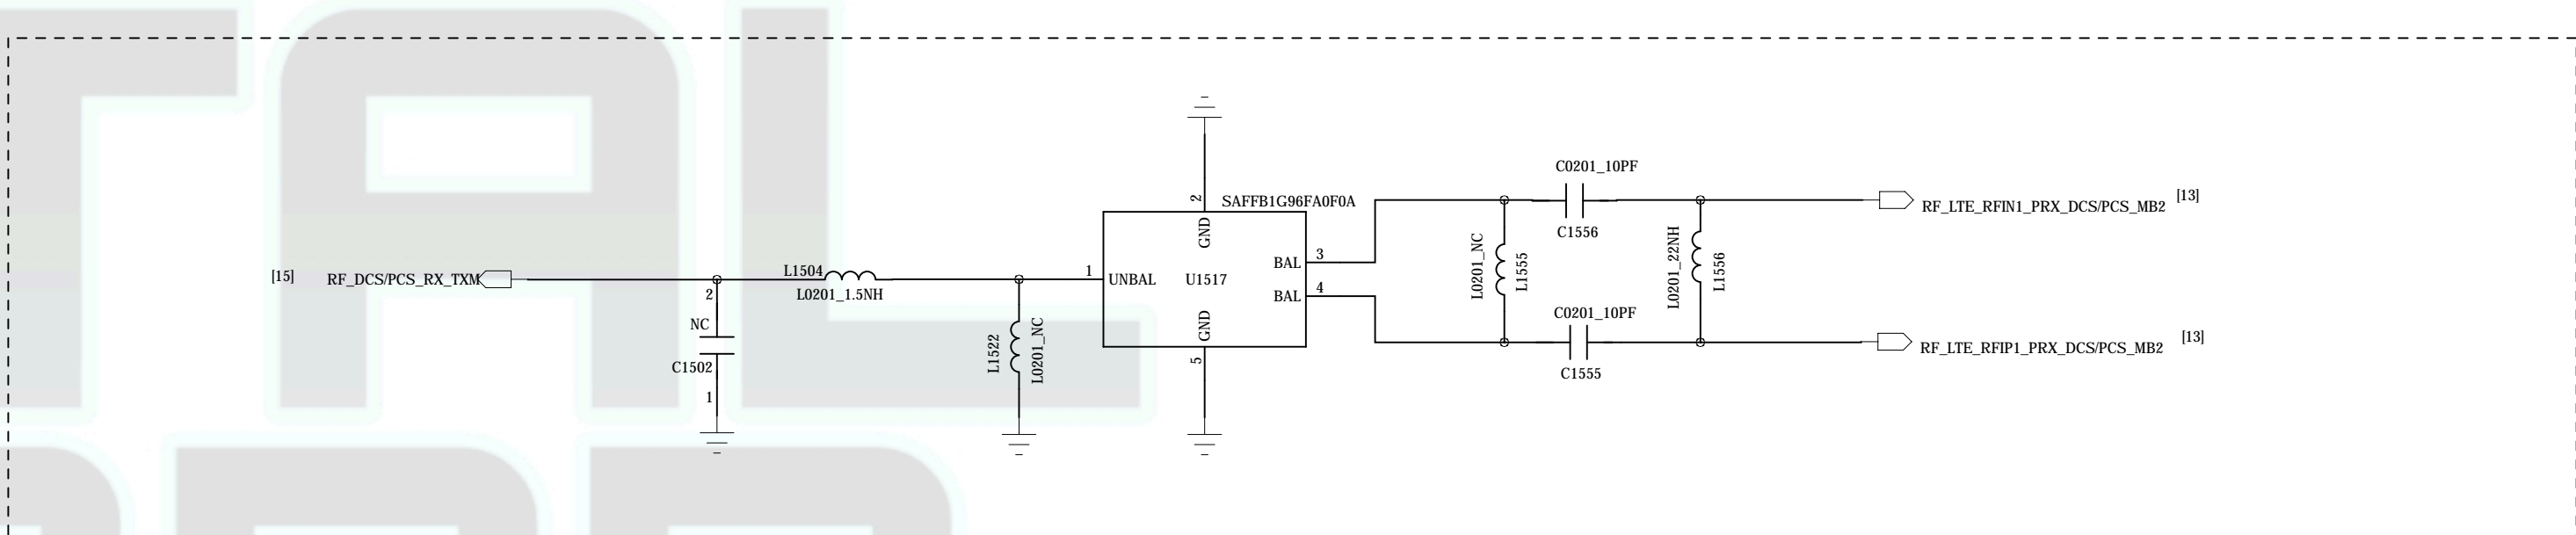 C0201_10PF
SAFFB1G96FA0F0A
2
GND
RF_LTE_RFIN1_PRX_DCS/PCS_MB2 [13]
C1556
L0201_NC
L1555
L0201_22NH
L1556
3
BAL
[15] RF_DCS/PCS_RX_TXM
L1504
L0201_1.5NH
1
UNBAL
U1517
BAL
4
2
NC
C1502
1
L1522
L0201_NC
GND
5
C0201_10PF
C1555
RF_LTE_RFIP1_PRX_DCS/PCS_MB2 [13]